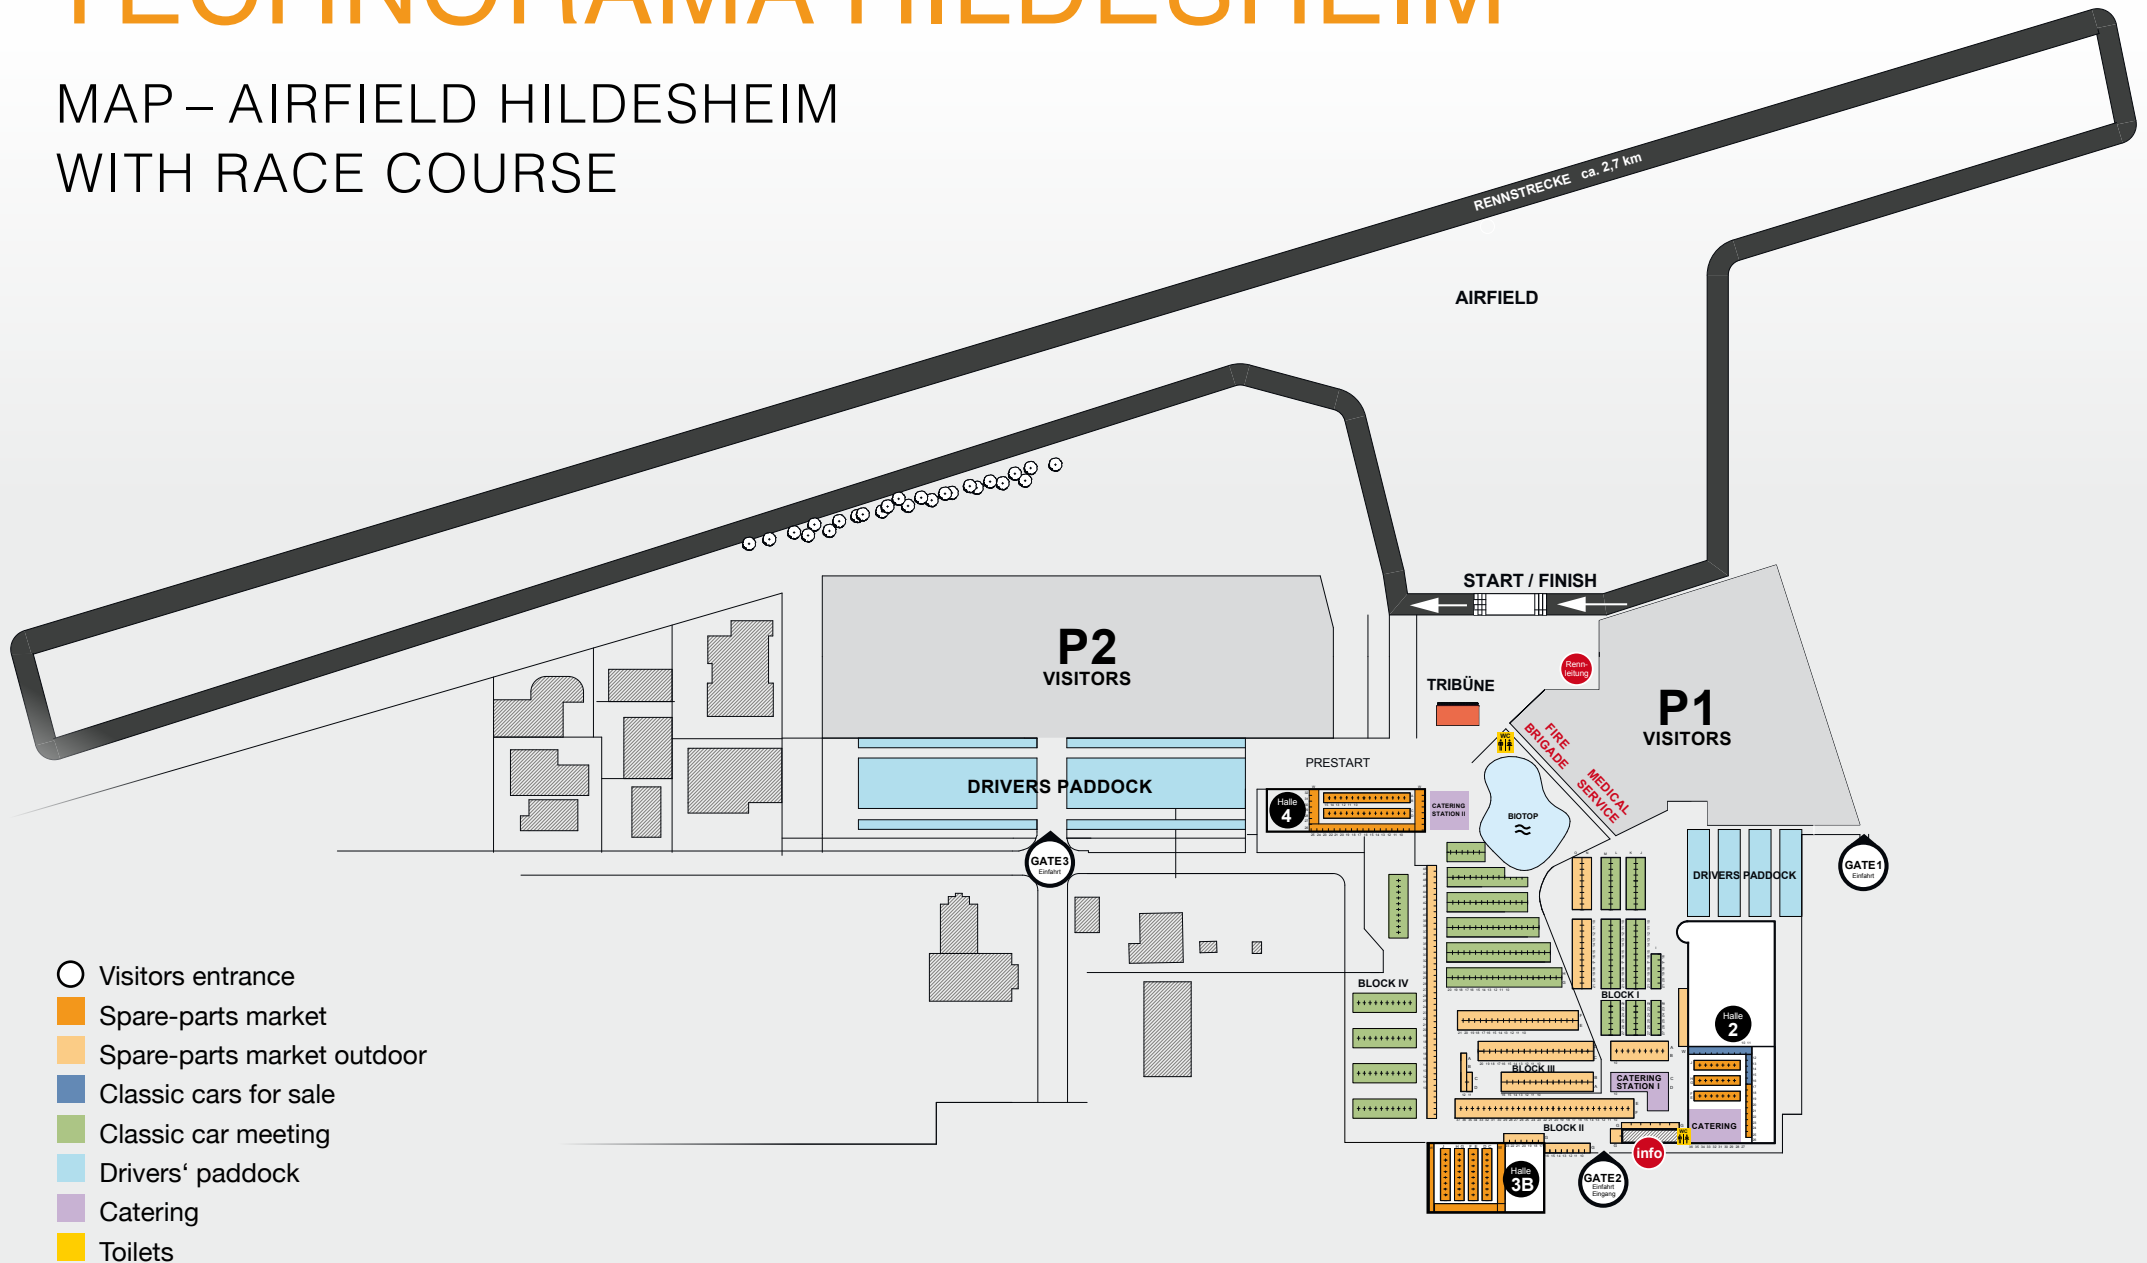 TECHNORAMA HILDESHEIM
MAP – AIRFIELD HILDESHEIM
WITH RACE COURSE
RENNSTRECKE ca. 2,7 km
AIRFIELD
START / FINISH
P2
VISITORS
Renn-
leitung
TRIBÜNE
P1
VISITORS
WC
FIRE
BRIGADE
MEDICAL
SERVICE
PRESTART
DRIVERS PADDOCK
Halle
4
CATERING
STATION II
BIOTOP
GATE3
Einfahrt
GATE1
Einfahrt
DRIVERS PADDOCK
BLOCK IV
BLOCK I
Halle
2
BLOCK III
CATERING
STATION I
CATERING
BLOCK II
WC
info
Halle
3B
GATE2
Einfahrt
Eingang
Visitors entrance
Spare-parts market
Spare-parts market outdoor
Classic cars for sale
Classic car meeting
Drivers‘ paddock
Catering
Toilets